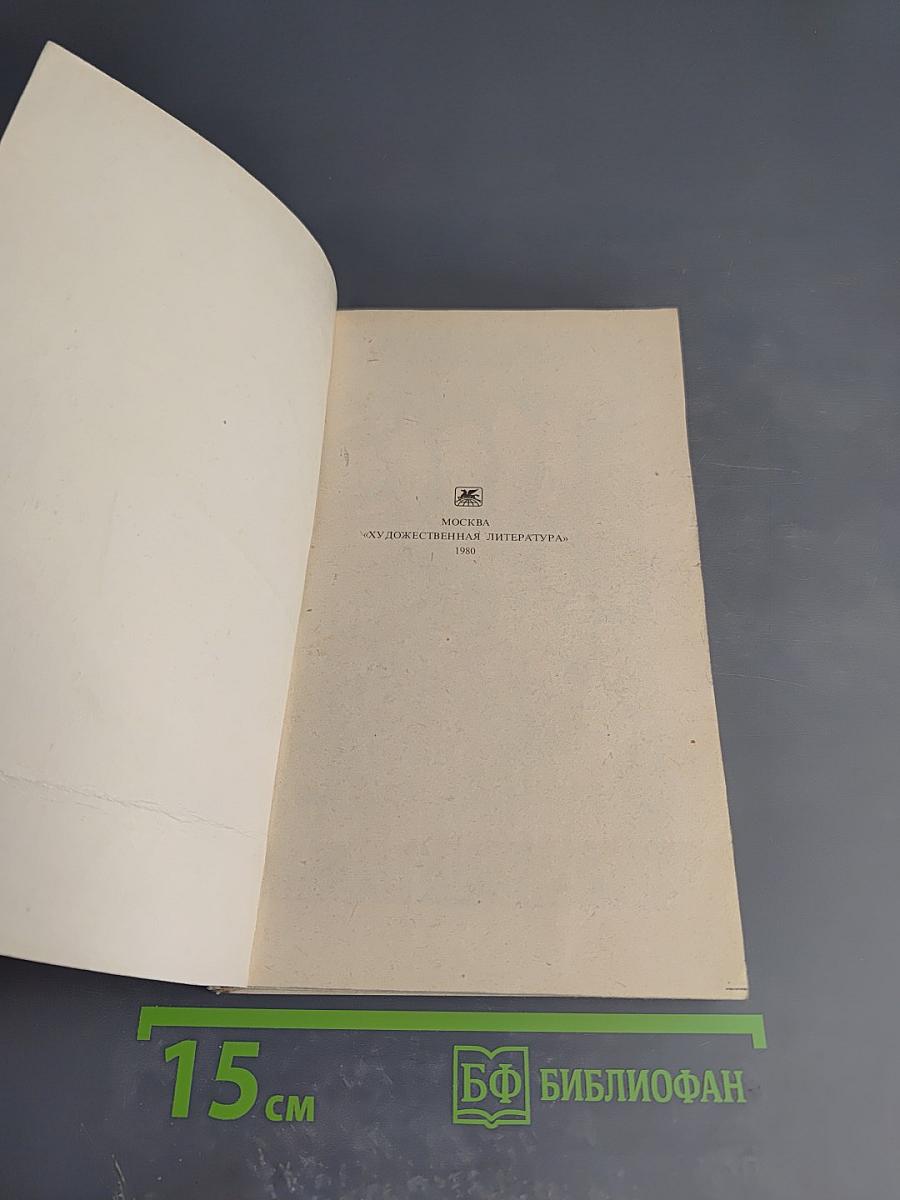 МОСКВА
«ХУДОЖЕСТВЕННАЯ ЛИТЕРАТУРА»
1980
15 см
БФ БИБЛИОФАН